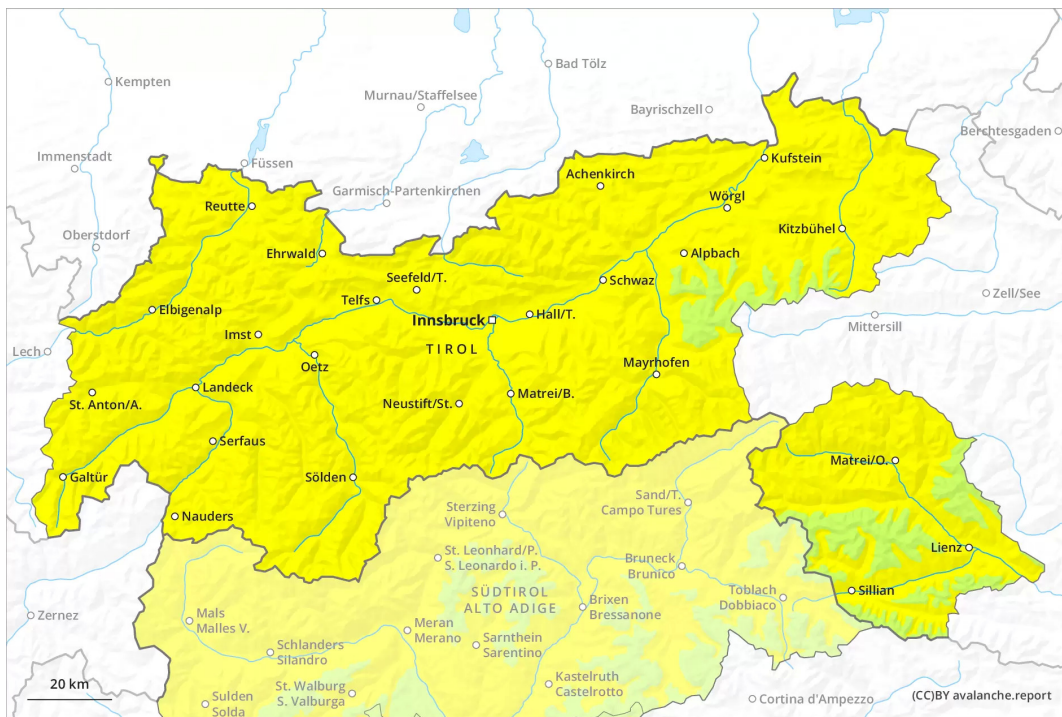 Kempten
Bad Tölz
Murnau/Staffelsee
Bayrischzell
Berchtesgaden
Immenstadt
Füssen
Kufstein
Achenkirch
Garmisch-Partenkirchen
Reutte
Wörgl
Oberstdorf
Kitzbühel
Ehrwald
Alpbach
Seefeld/T.
Schwaz
Zell/See
Telfs
Elbigenalp
Innsbruck
Hall/T.
Mittersill
Imst
TIROL
Lech
Oetz
Mayrhofen
Landeck
St. Anton/A.
Neustift/St.
Matrei/B.
Serfaus
Matrei/O.
Galtür
Sölden
Sand/T.
Campo Tures
Sterzing
Vipiteno
Nauders
Lienz
St. Leonhard/P.
S. Leonardo i. P.
Bruneck
Brunico
SÜDTIROL
ALTO ADIGE
Toblach
Dobbiaco
Sillian
Brixen
Bressanone
Zernez
Mals
Malles V.
Meran
Merano
Schlanders
Silandro
Sarnthein
Sarentino
20 km
Sulden
Solda
St. Walburg
S. Valburga
Kastelruth
Castelrotto
Cortina d'Ampezzo
(CC)BY avalanche.report